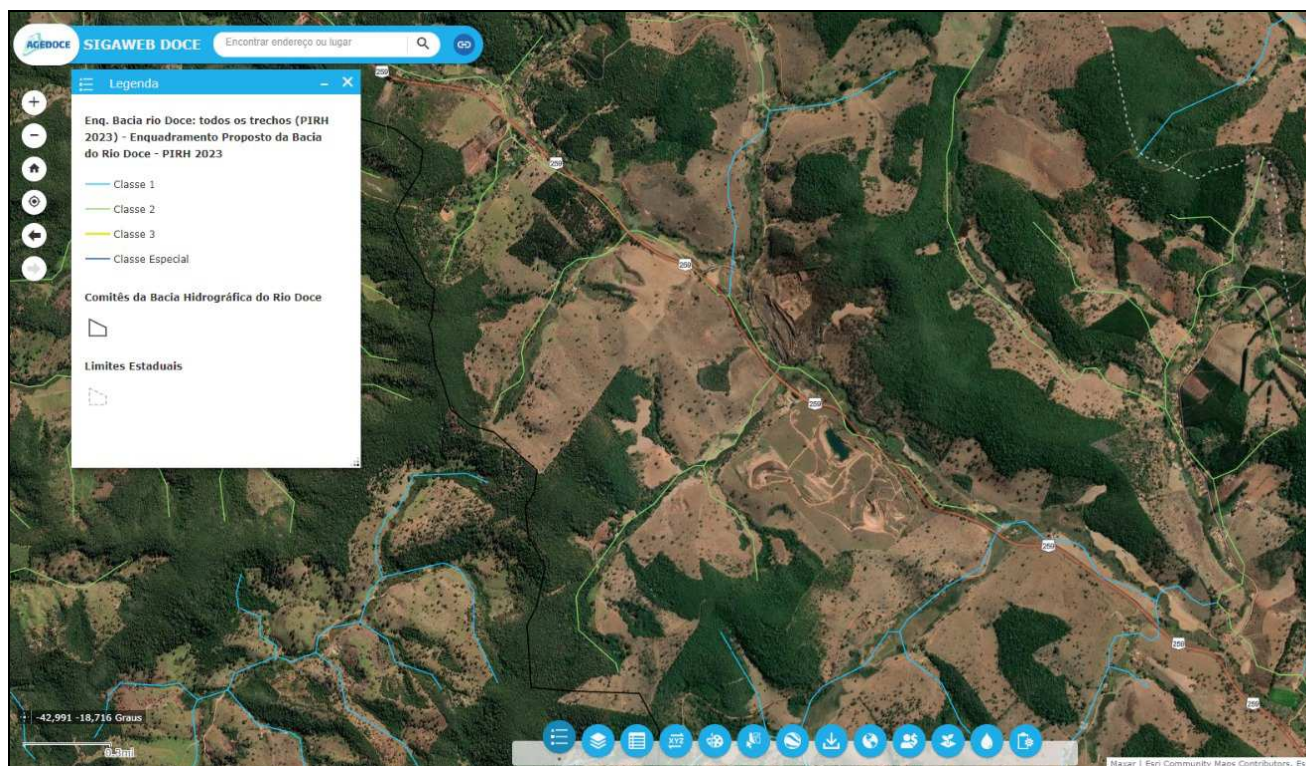 AGEDOCE
SIGAWEB DOCE
Encontrar endereço ou lugar
Legenda
Enq. Bacia rio Doce: todos os trechos (PIRH
2023) - Enquadramento Proposto da Bacia
do Rio Doce - PIRH 2023
Classe 1
Classe 2
Classe 3
Classe Especial
Comitês da Bacia Hidrográfica do Rio Doce
Limites Estaduais
259
259
259
259
259
259
259
-42,991 -18,716 Graus
0.3mi
XYZ
Maxar | Esri Community Maps Contributors, Es